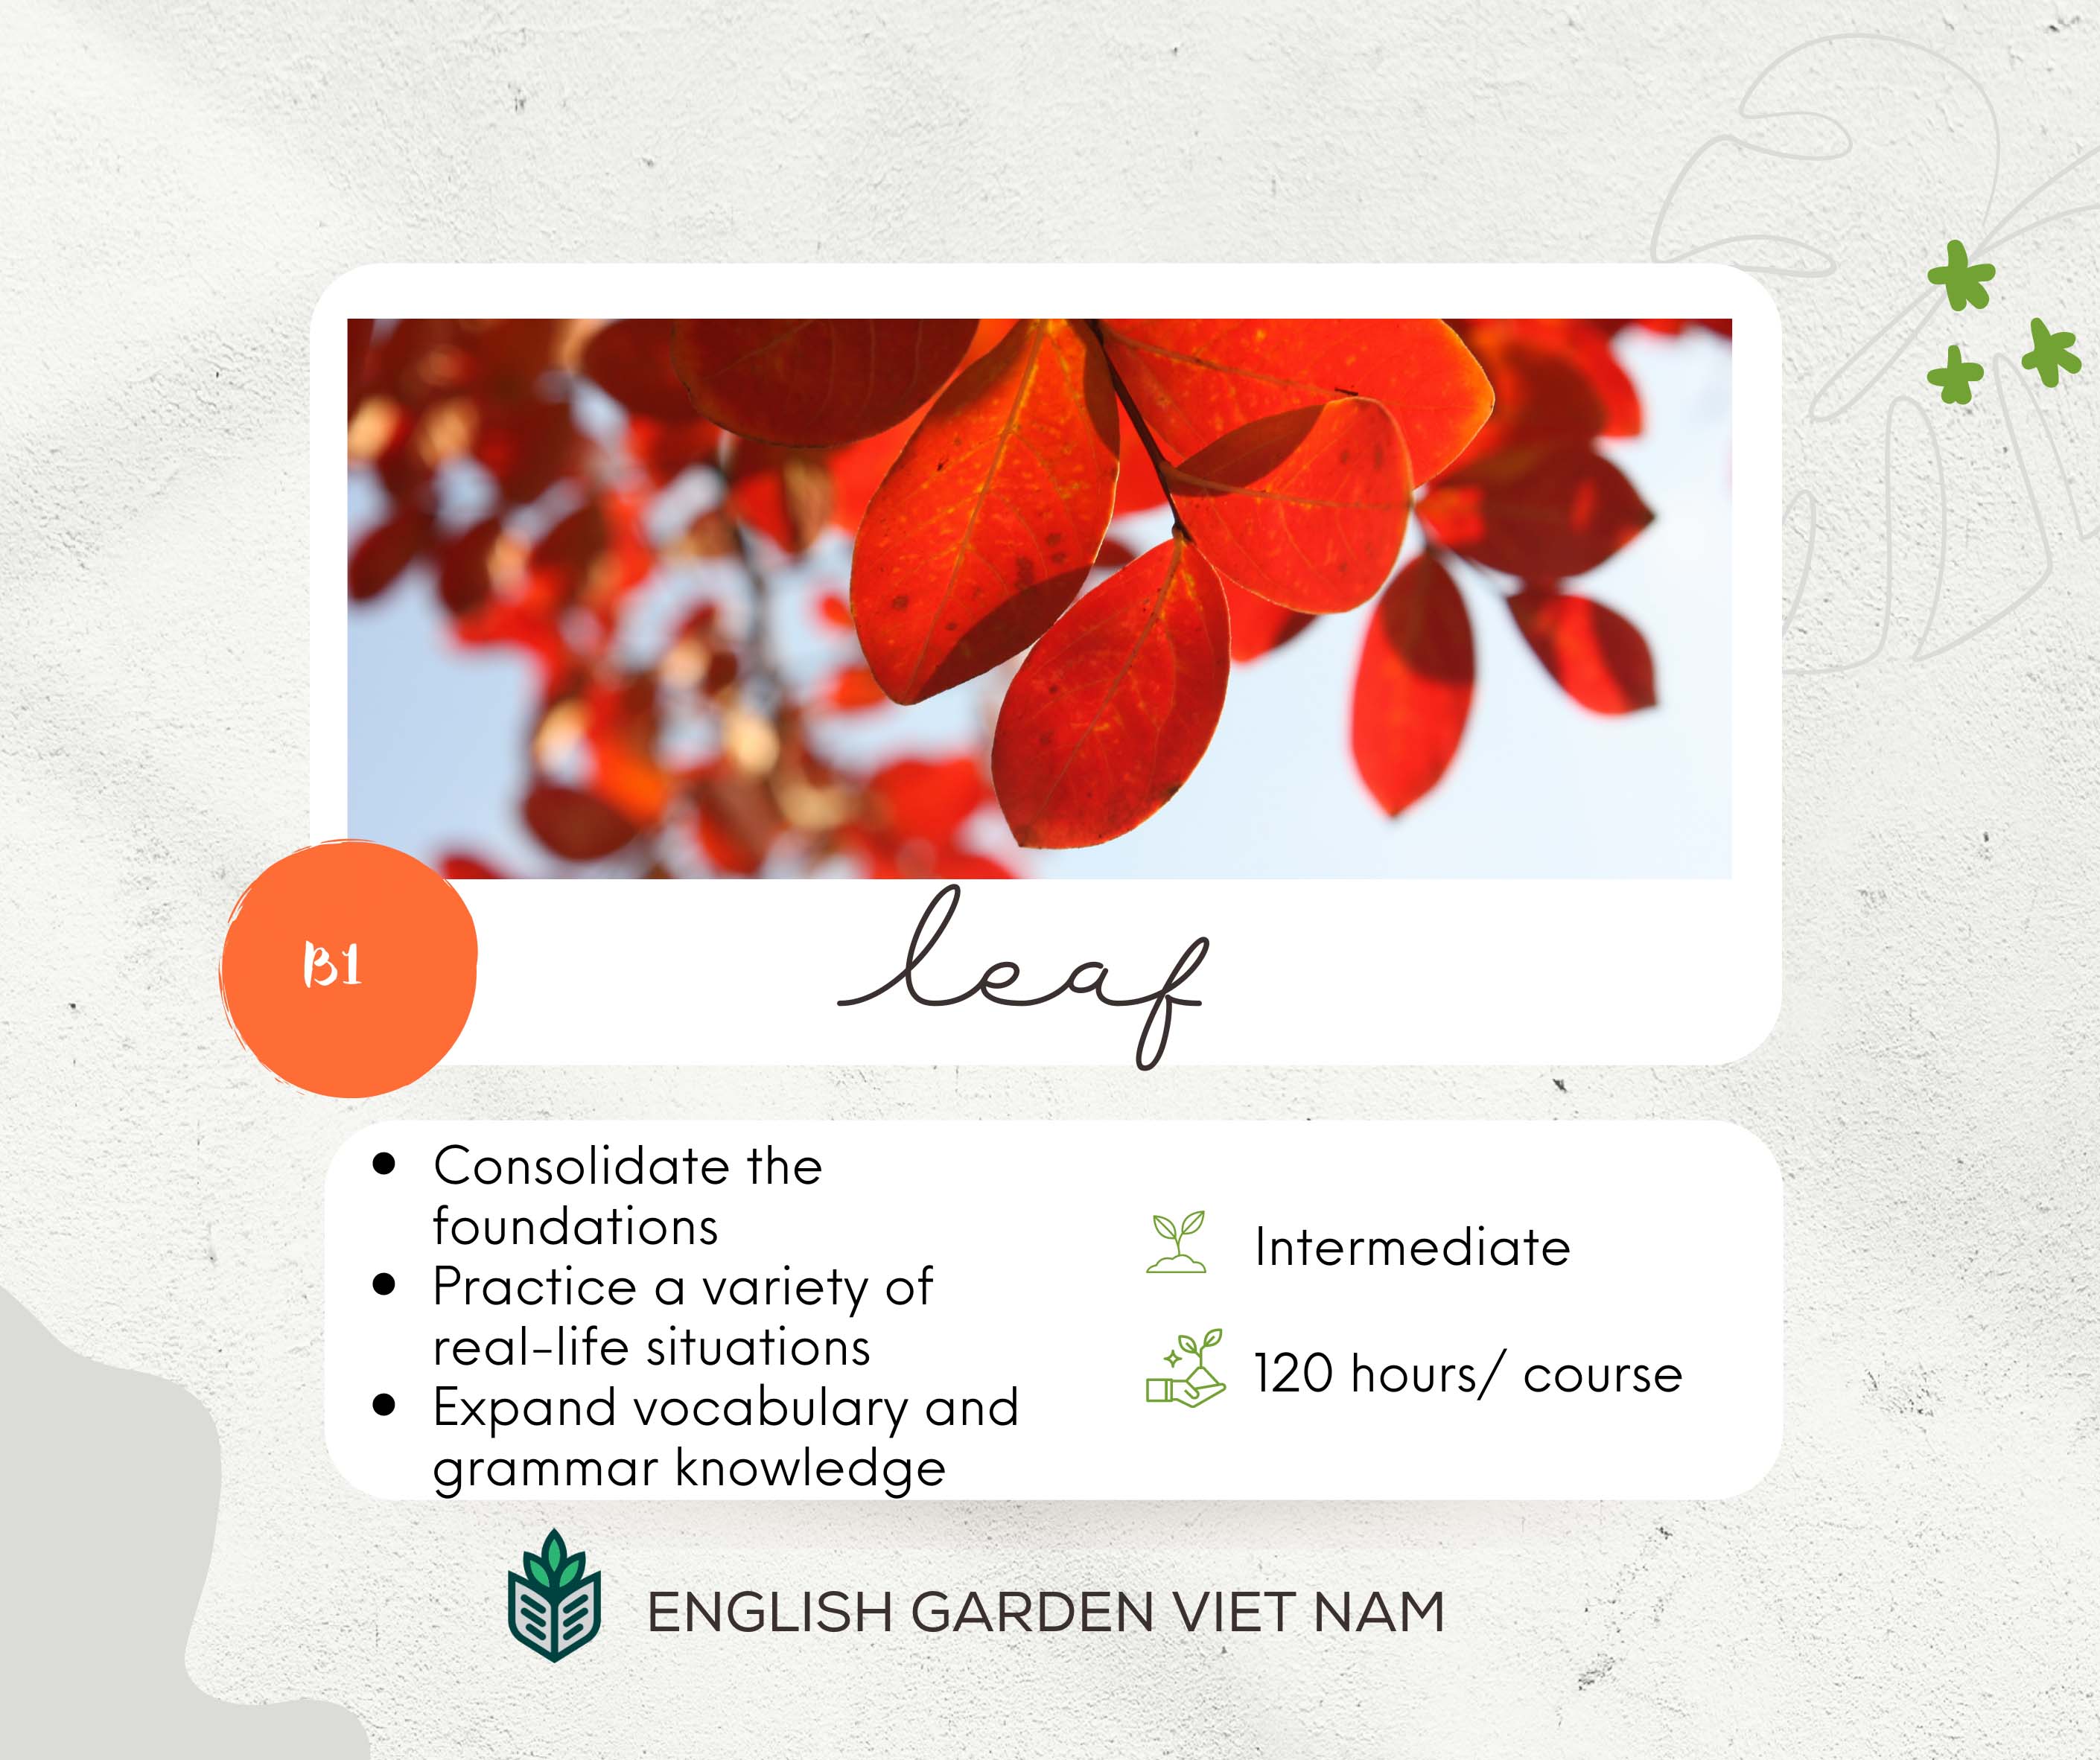 B1
leaf
Consolidate the
foundations
Practice a variety of
real-life situations
Expand vocabulary and
grammar knowledge
Intermediate
120 hours/ course
ENGLISH GARDEN VIET NAM